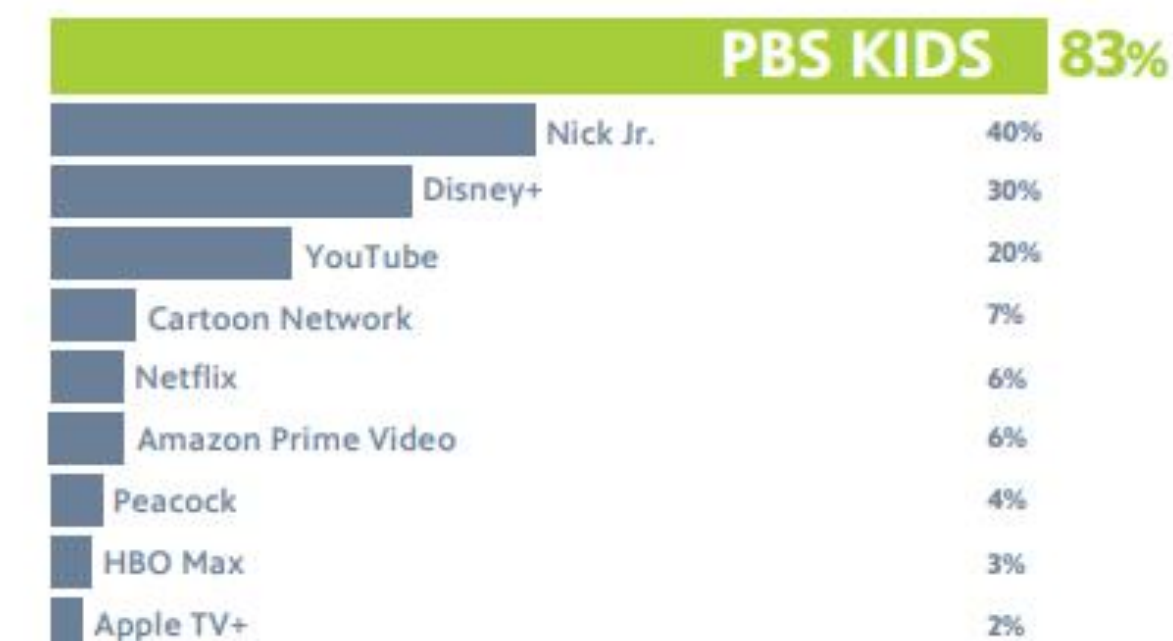 PBS KIDS 83%
Nick Jr. 40%
Disney+ 30%
YouTube 20%
Cartoon Network 7%
Netflix 6%
Amazon Prime Video 6%
Peacock 4%
HBO Max 3%
Apple TV+ 2%